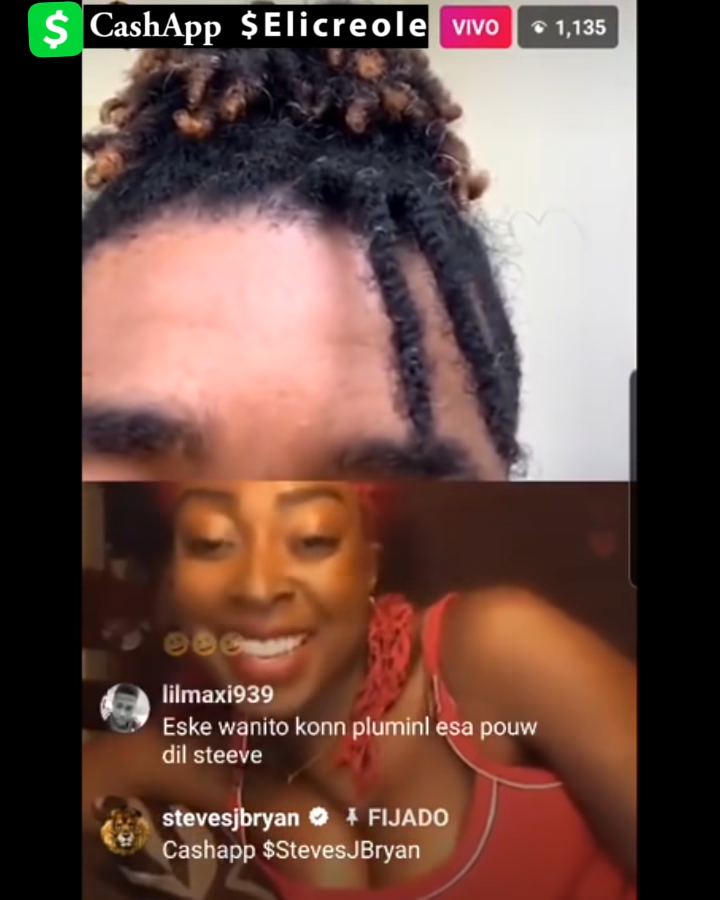 $ CashApp $Elicreole VIVO 1,135
lilmaxi939
Eske wanito konn pluminl esa pouw
dil steeve
stevesjbryan FIJADO
Cashapp $StevesJBryan